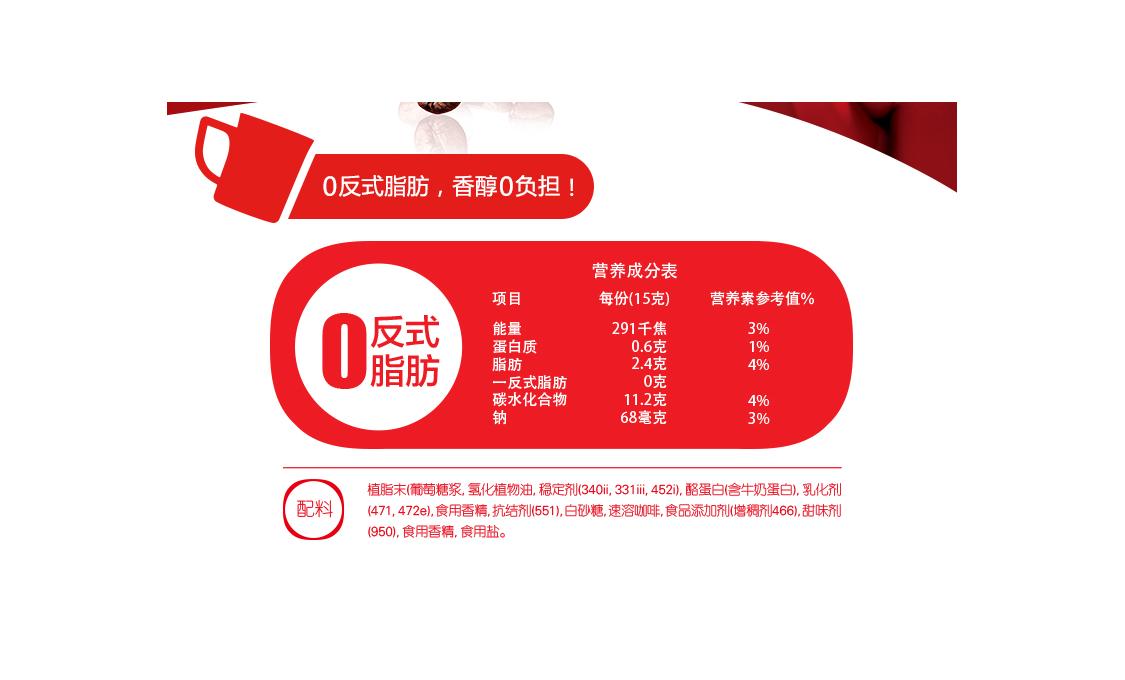 0反式脂肪，香醇0负担！
营养成分表
项目 每份(15克) 营养素参考值%
0反式
脂肪
能量 291千焦 3%
蛋白质 0.6克 1%
脂肪 2.4克 4%
一反式脂肪 0克
碳水化合物 11.2克 4%
钠 68毫克 3%
配料
植脂末(葡萄糖浆, 氢化植物油, 稳定剂(340ii, 331iii, 452i), 酪蛋白(含牛奶蛋白), 乳化剂
(471, 472e), 食用香精, 抗结剂(551), 白砂糖, 速溶咖啡, 食品添加剂(增稠剂466), 甜味剂
(950), 食用香精, 食用盐。